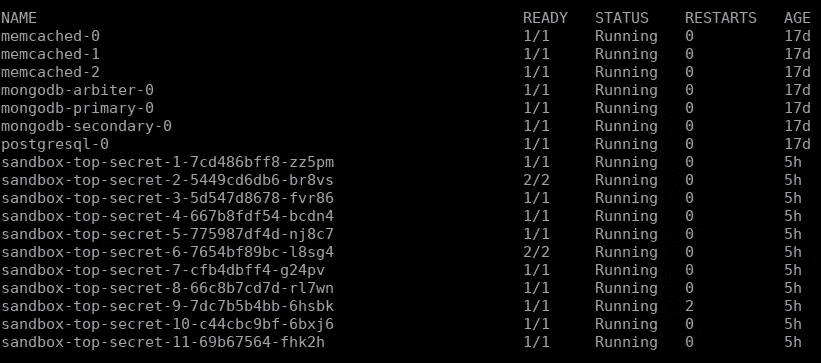 NAME READY STATUS RESTARTS AGE
memcached-0 1/1 Running 0 17d
memcached-1 1/1 Running 0 17d
memcached-2 1/1 Running 0 17d
mongodb-arbiter-0 1/1 Running 0 17d
mongodb-primary-0 1/1 Running 0 17d
mongodb-secondary-0 1/1 Running 0 17d
postgresql-0 1/1 Running 0 17d
sandbox-top-secret-1-7cd486bff8-zz5pm 1/1 Running 0 5h
sandbox-top-secret-2-5449cd6db6-br8vs 2/2 Running 0 5h
sandbox-top-secret-3-5d547d8678-fvr86 1/1 Running 0 5h
sandbox-top-secret-4-667b8fdf54-bcdn4 1/1 Running 0 5h
sandbox-top-secret-5-775987df4d-nj8c7 1/1 Running 0 5h
sandbox-top-secret-6-7654bf89bc-l8sg4 2/2 Running 0 5h
sandbox-top-secret-7-cfb4dbff4-g24pv 1/1 Running 0 5h
sandbox-top-secret-8-66c8b7cd7d-rl7wn 1/1 Running 0 5h
sandbox-top-secret-9-7dc7b5b4bb-6hsbk 1/1 Running 2 5h
sandbox-top-secret-10-c44cbc9bf-6bxj6 1/1 Running 0 5h
sandbox-top-secret-11-69b67564-fhk2h 1/1 Running 0 5h